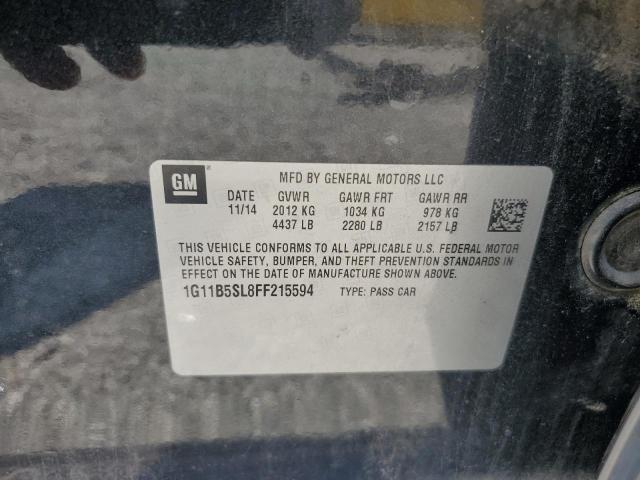 GM
MFD BY GENERAL MOTORS LLC
DATE GVWR GAWR FRT GAWR RR
11/14 2012 KG 1034 KG 978 KG
4437 LB 2280 LB 2157 LB
THIS VEHICLE CONFORMS TO ALL APPLICABLE U.S. FEDERAL MOTOR
VEHICLE SAFETY, BUMPER, AND THEFT PREVENTION STANDARDS IN
EFFECT ON THE DATE OF MANUFACTURE SHOWN ABOVE.
1G11B5SL8FF215594 TYPE: PASS CAR